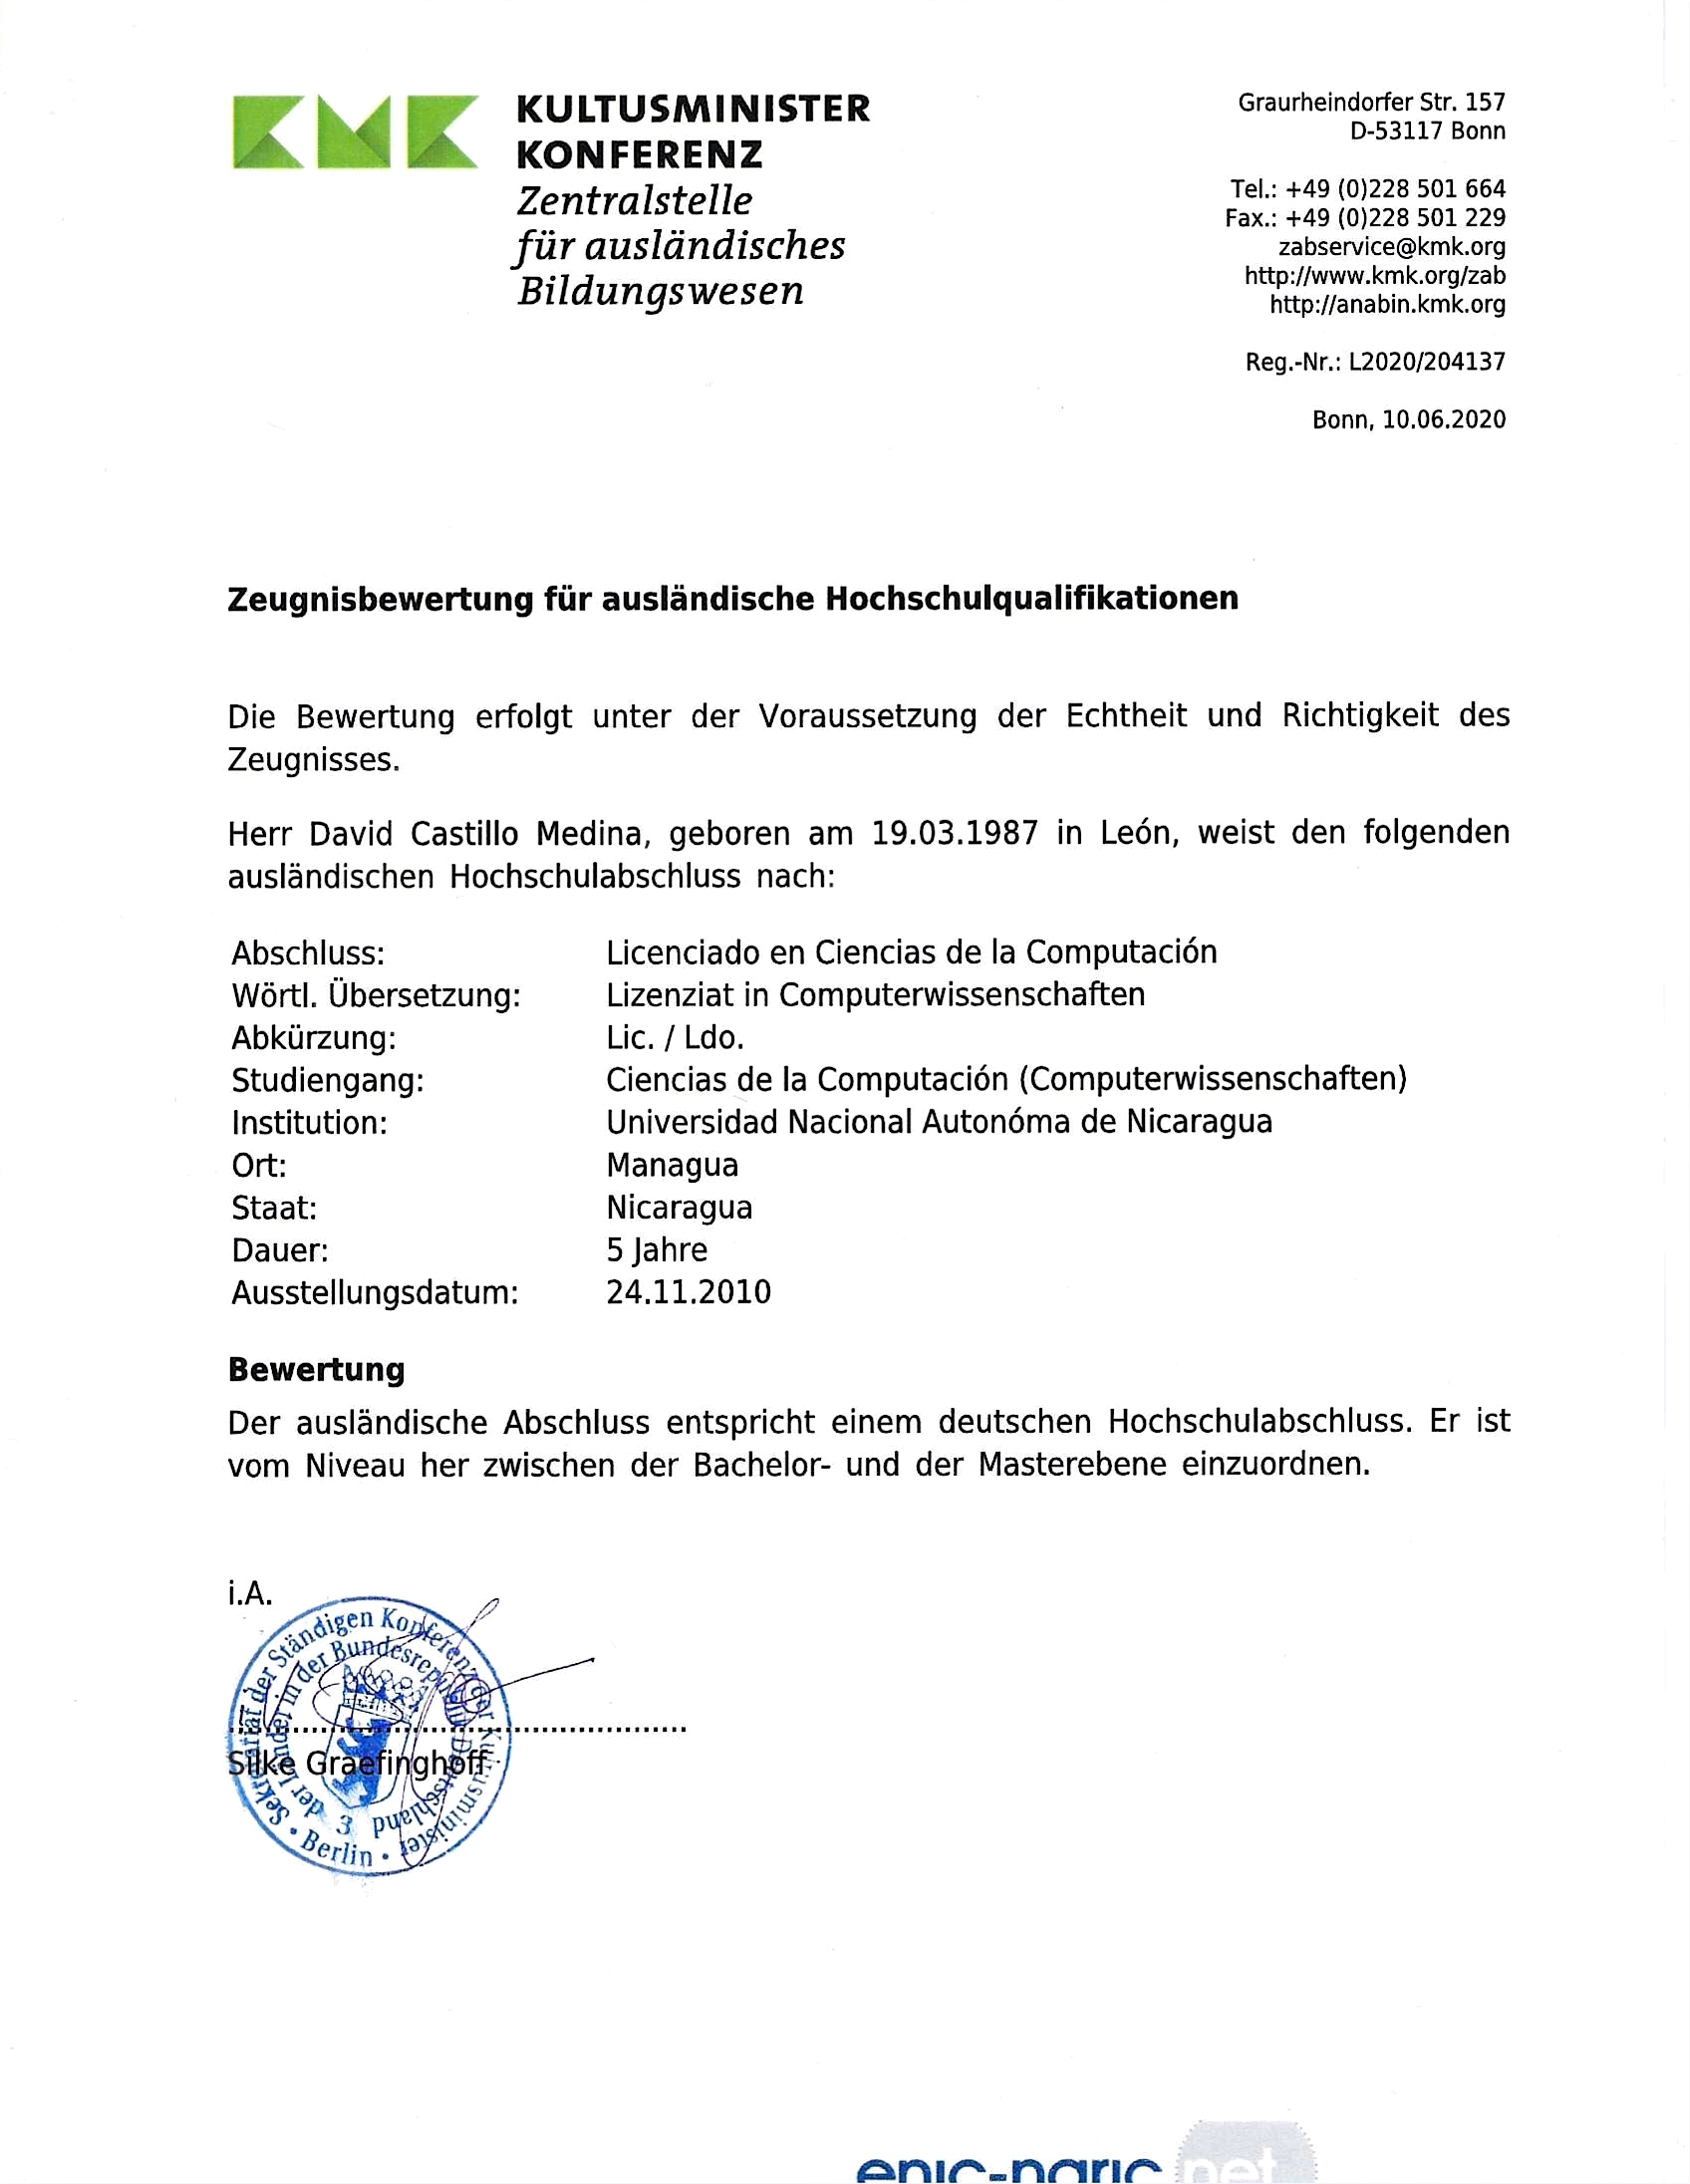 KMK
KULTUSMINISTER
KONFERENZ
Zentralstelle
für ausländisches
Bildungswesen
Graurheindorfer Str. 157
D-53117 Bonn
Tel.: +49 (0)228 501 664
Fax.: +49 (0)228 501 229
zabservice@kmk.org
http://www.kmk.org/zab
http://anabin.kmk.org
Reg.-Nr.: L2020/204137
Bonn, 10.06.2020
Zeugnisbewertung für ausländische Hochschulqualifikationen
Die Bewertung erfolgt unter der Voraussetzung der Echtheit und Richtigkeit des
Zeugnisses.
Herr David Castillo Medina, geboren am 19.03.1987 in León, weist den folgenden
ausländischen Hochschulabschluss nach:
Abschluss: Licenciado en Ciencias de la Computación
Wörtl. Übersetzung: Lizenziat in Computerwissenschaften
Abkürzung: Lic. / Ldo.
Studiengang: Ciencias de la Computación (Computerwissenschaften)
Institution: Universidad Nacional Autonóma de Nicaragua
Ort: Managua
Staat: Nicaragua
Dauer: 5 Jahre
Ausstellungsdatum: 24.11.2010
Bewertung
Der ausländische Abschluss entspricht einem deutschen Hochschulabschluss. Er ist
vom Niveau her zwischen der Bachelor- und der Masterebene einzuordnen.
i.A.
Silke Graefinghoff
Sekretariat der Ständigen Konferenz der Kultusminister
der Länder in der Bundesrepublik Deutschland
3
• Berlin •
enic-naric net